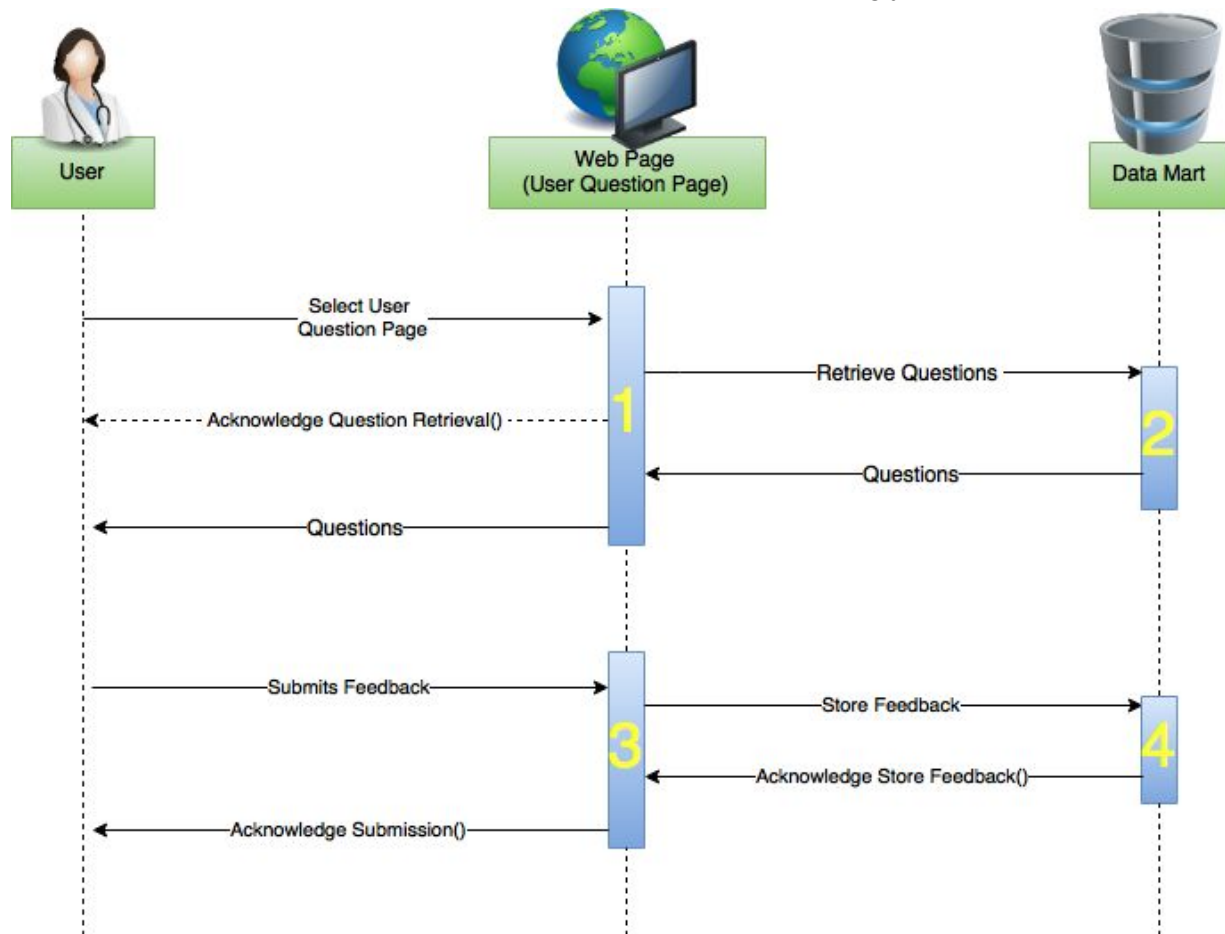 User
Web Page
(User Question Page)
Data Mart
Select User
Question Page
Retrieve Questions
1
Acknowledge Question Retrieval()
2
Questions
Questions
Submits Feedback
Store Feedback
3
4
Acknowledge Store Feedback()
Acknowledge Submission()